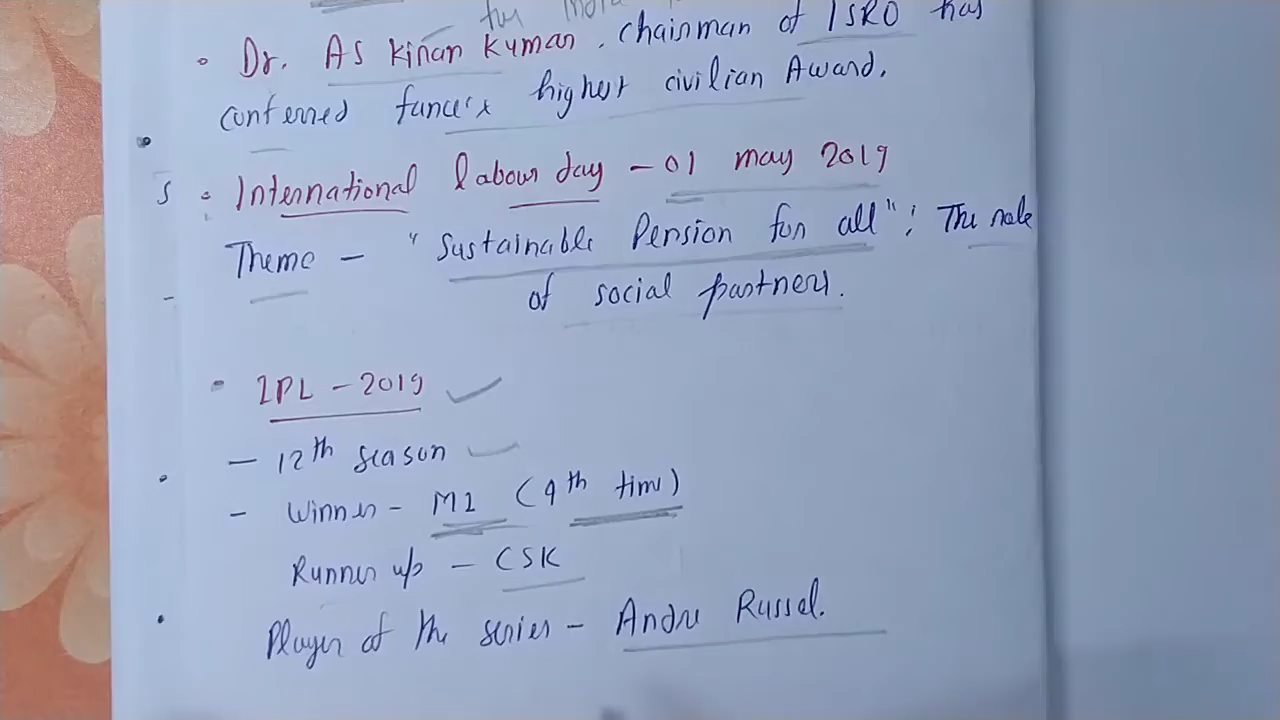 for India
• Dr. AS Kiran Kumar, chairman of ISRO has
conferred france's highest civilian Award.
• International labour day - 01 may 2019
Theme - "Sustainable Pension for all"; The role
of social partners.
• IPL - 2019
- 12th season
- Winner - MI (4th time)
Runner up - CSK
Player of the series - Andre Russel.